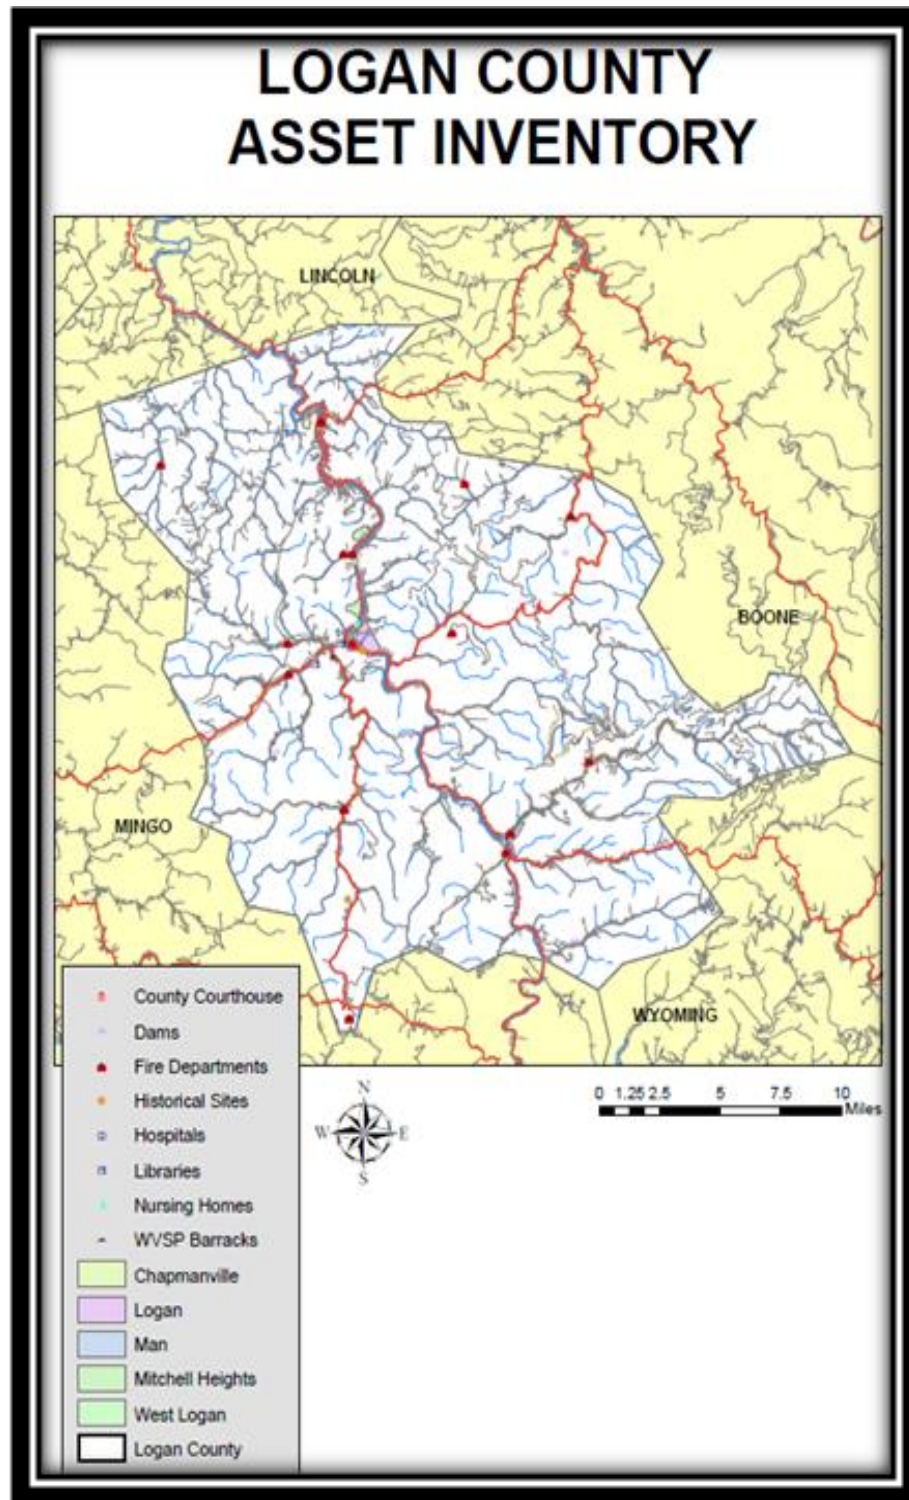 LOGAN COUNTY
ASSET INVENTORY
LINCOLN
BOONE
MINGO
WYOMING
County Courthouse
Dams
Fire Departments
Historical Sites
Hospitals
Libraries
Nursing Homes
WVSP Barracks
Chapmanville
Logan
Man
Mitchell Heights
West Logan
Logan County
N
W E
S
0 1.25 2.5 5 7.5 10
Miles